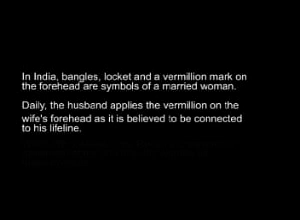 In India, bangles, locket and a vermillion mark on
the forehead are symbols of a married woman.
Daily, the husband applies the vermillion on the
wife's forehead as it is believed to be connected
to his lifeline.